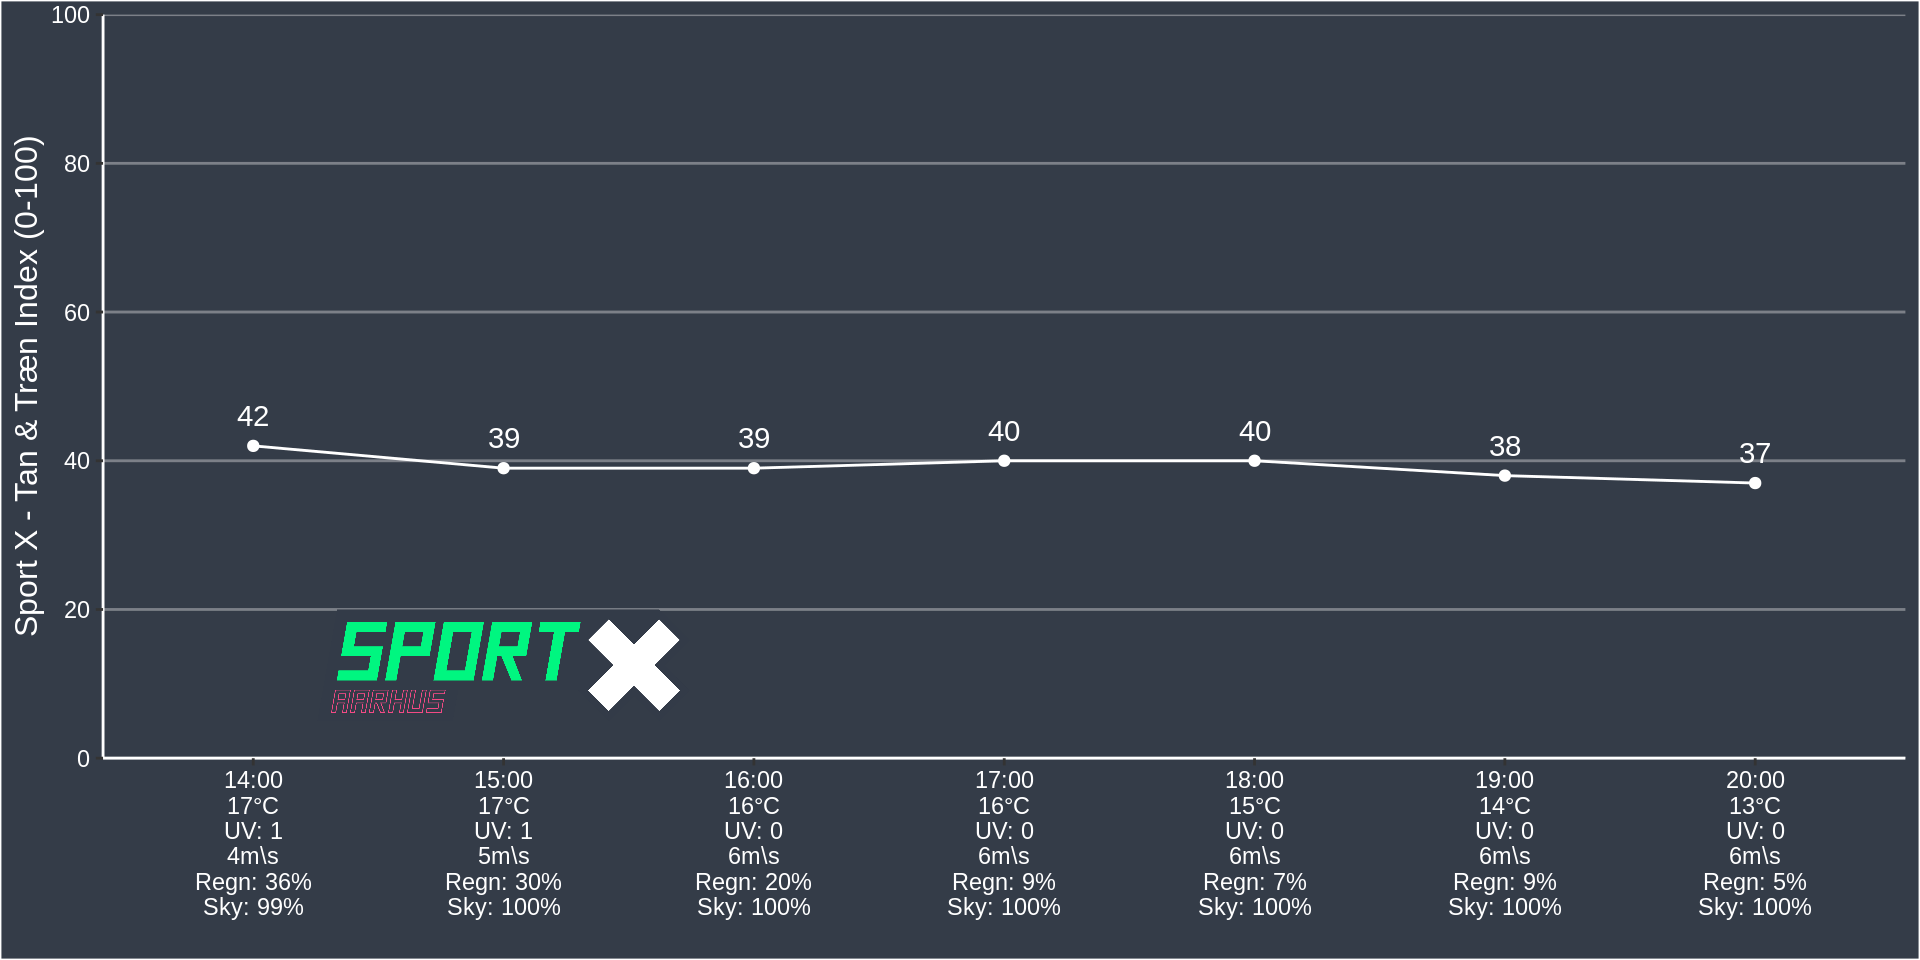 Sport X - Tan & Træn Index (0-100)
100
80
60
40
20
0
42
39
39
40
40
38
37
SPORT X
AARHUS
14:00 15:00 16:00 17:00 18:00 19:00 20:00
17°C 17°C 16°C 16°C 15°C 14°C 13°C
UV: 1 UV: 1 UV: 0 UV: 0 UV: 0 UV: 0 UV: 0
4m\s 5m\s 6m\s 6m\s 6m\s 6m\s 6m\s
Regn: 36% Regn: 30% Regn: 20% Regn: 9% Regn: 7% Regn: 9% Regn: 5%
Sky: 99% Sky: 100% Sky: 100% Sky: 100% Sky: 100% Sky: 100% Sky: 100%